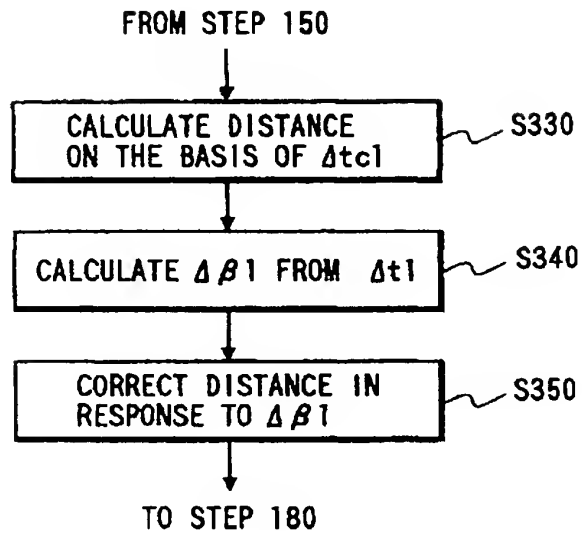 FROM STEP 150
CALCULATE DISTANCE
ON THE BASIS OF Δtc1
S330
CALCULATE Δβ1 FROM Δt1
S340
CORRECT DISTANCE IN
RESPONSE TO Δβ1
S350
TO STEP 180